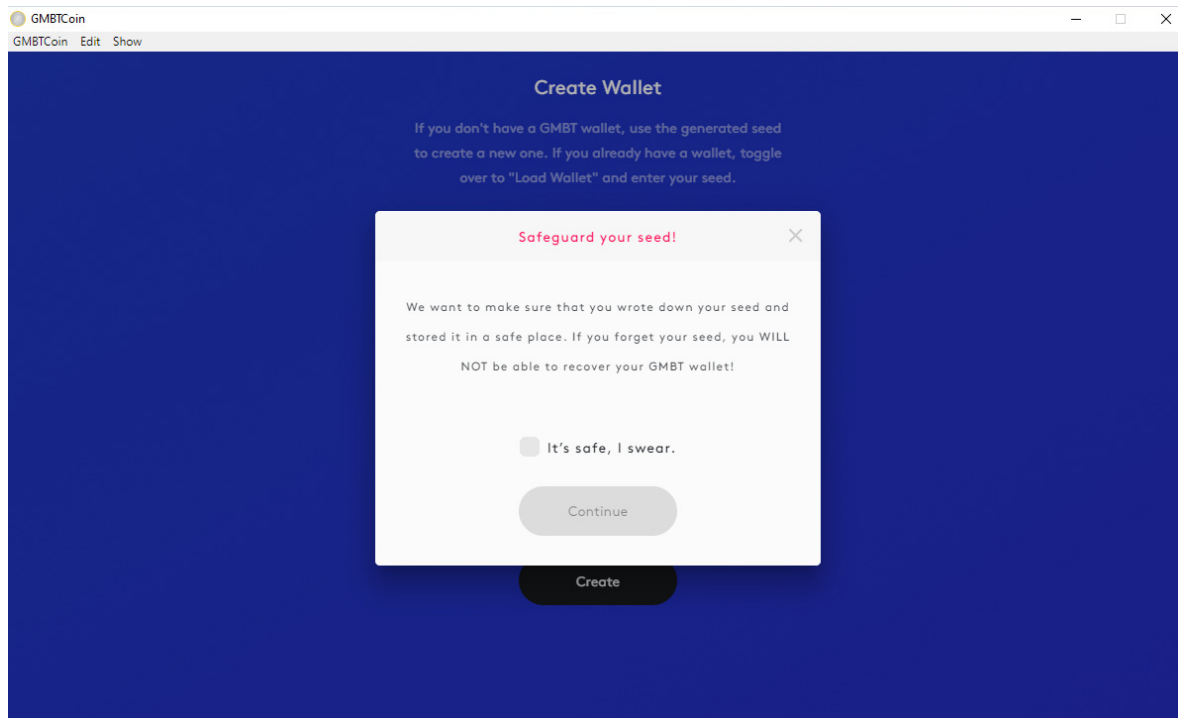 GMBTCoin
GMBTCoin Edit Show
Create Wallet
If you don't have a GMBT wallet, use the generated seed
to create a new one. If you already have a wallet, toggle
over to "Load Wallet" and enter your seed.
Safeguard your seed!
We want to make sure that you wrote down your seed and
stored it in a safe place. If you forget your seed, you WILL
NOT be able to recover your GMBT wallet!
It's safe, I swear.
Continue
Create